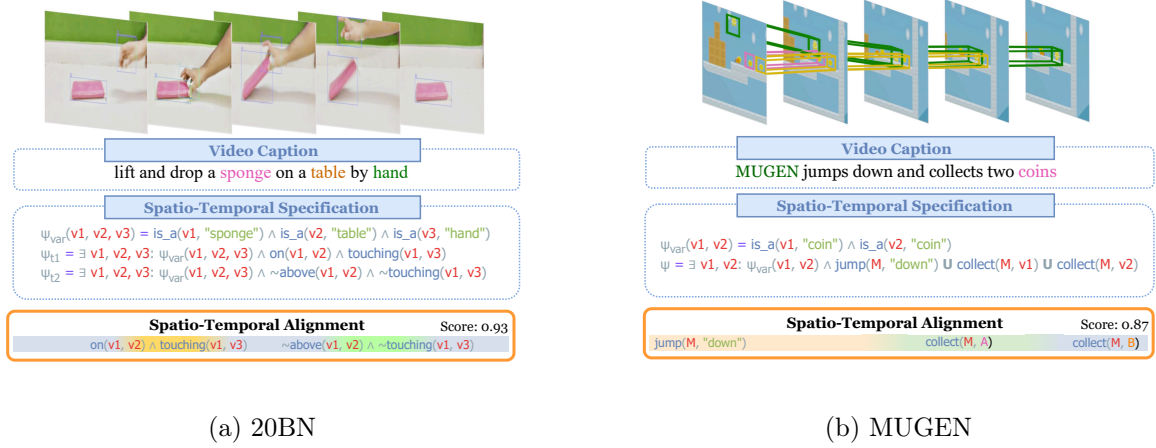 Video Caption
lift and drop a sponge on a table by hand
Spatio-Temporal Specification
ψvar(v1, v2, v3) = is_a(v1, "sponge") ∧ is_a(v2, "table") ∧ is_a(v3, "hand")
ψt1 = ∃ v1, v2, v3: ψvar(v1, v2, v3) ∧ on(v1, v2) ∧ touching(v1, v3)
ψt2 = ∃ v1, v2, v3: ψvar(v1, v2, v3) ∧ ~above(v1, v2) ∧ ~touching(v1, v3)
Spatio-Temporal Alignment Score: 0.93
on(v1, v2) ∧ touching(v1, v3) ~above(v1, v2) ∧ ~touching(v1, v3)
(a) 20BN
Video Caption
MUGEN jumps down and collects two coins
Spatio-Temporal Specification
ψvar(v1, v2) = is_a(v1, "coin") ∧ is_a(v2, "coin")
ψ = ∃ v1, v2: ψvar(v1, v2) ∧ jump(M, "down") U collect(M, v1) U collect(M, v2)
Spatio-Temporal Alignment Score: 0.87
jump(M, "down") collect(M, A) collect(M, B)
(b) MUGEN